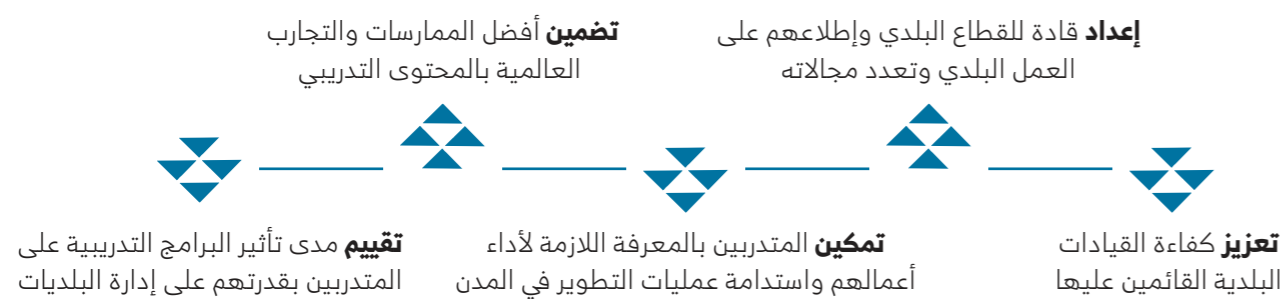 تعزيز كفاءة القيادات
البلدية القائمين عليها
إعداد قادة للقطاع البلدي وإطلاعهم على
العمل البلدي وتعدد مجالاته
تمكين المتدربين بالمعرفة اللازمة لأداء
أعمالهم واستدامة عمليات التطوير في المدن
تضمين أفضل الممارسات والتجارب
العالمية بالمحتوى التدريبي
تقييم مدى تأثير البرامج التدريبية على
المتدربين بقدرتهم على إدارة البلديات